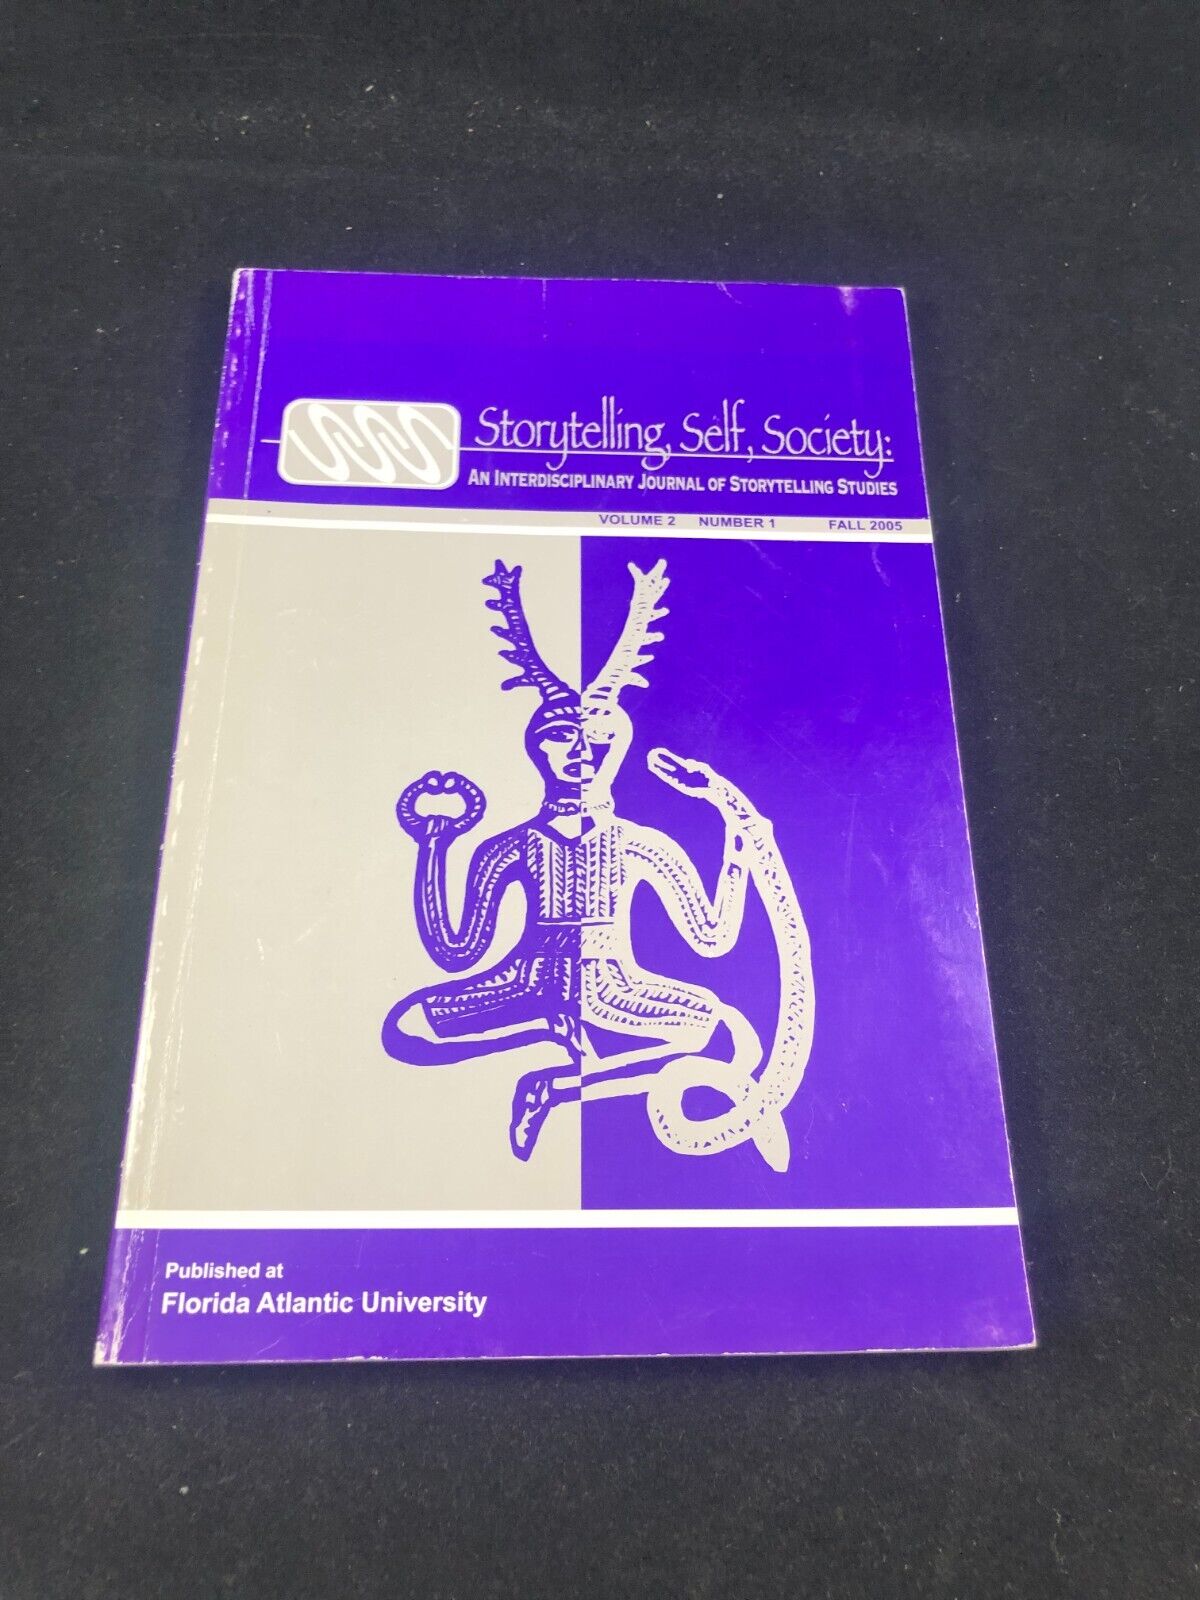 SSS
Storytelling, Self, Society:
AN INTERDISCIPLINARY JOURNAL OF STORYTELLING STUDIES
VOLUME 2 NUMBER 1 FALL 2005
Published at
Florida Atlantic University